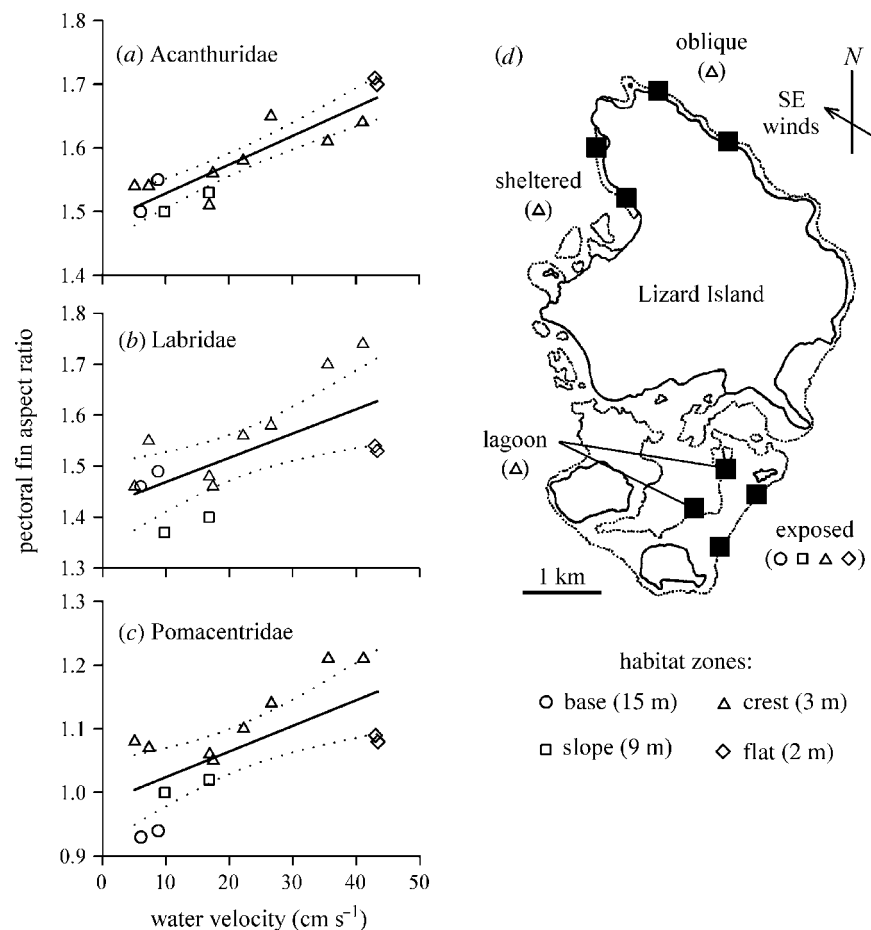 (a) Acanthuridae
1.8
1.7
1.6
1.5
1.4
(b) Labridae
1.8
1.7
1.6
1.5
1.4
1.3
(c) Pomacentridae
1.3
1.2
1.1
1.0
0.9
0 10 20 30 40 50
water velocity (cm s⁻¹)
pectoral fin aspect ratio
(d)
oblique
(△)
N
SE
winds
sheltered
(△)
Lizard Island
lagoon
(△)
exposed
(○ □ △ ◇)
1 km
habitat zones:
○ base (15 m) △ crest (3 m)
□ slope (9 m) ◇ flat (2 m)